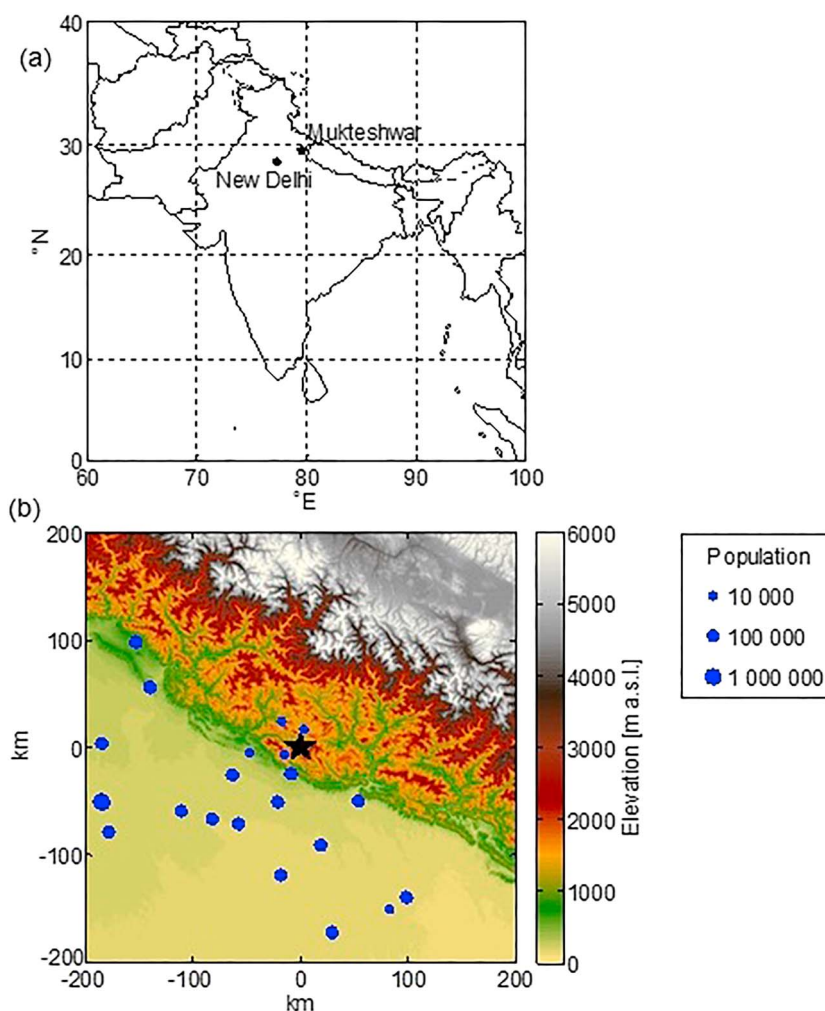 (a)
40
30
20
10
0
°N
Mukteshwar
New Delhi
60 70 80 90 100
°E
(b)
200
100
0
-100
-200
km
-200 -100 0 100 200
km
6000
5000
4000
3000
2000
1000
0
Elevation [m a.s.l.]
Population
10 000
100 000
1 000 000